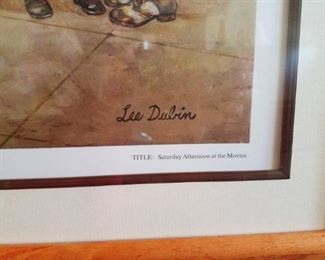 Lee Dubin
TITLE: Saturday Afternoon at the Movies